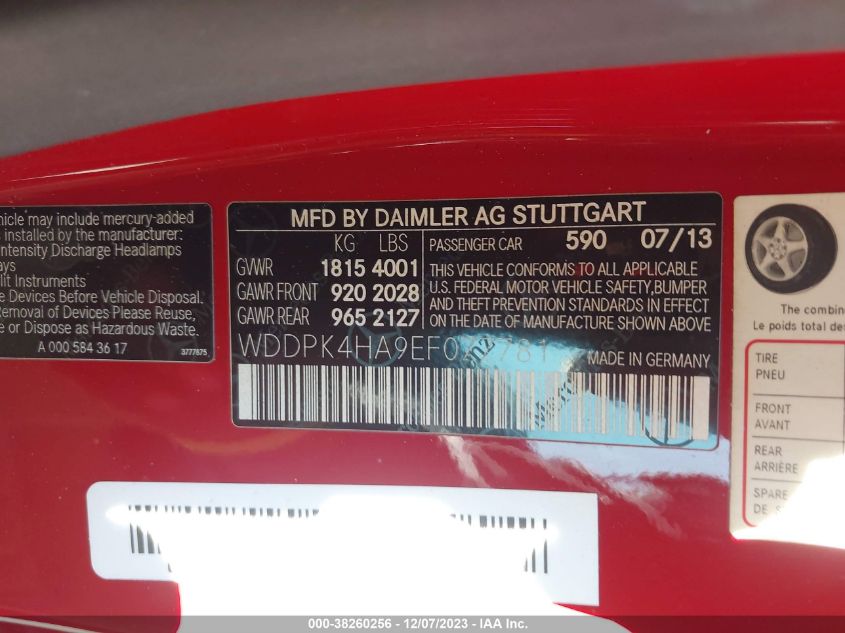 hicle may include mercury-added
s installed by the manufacturer:
Intensity Discharge Headlamps
ays
lit Instruments
e Devices Before Vehicle Disposal.
Removal of Devices Please Reuse,
e or Dispose as Hazardous Waste.
A 000 584 36 17
3777875
MFD BY DAIMLER AG STUTTGART
KG LBS
GVWR 1815 4001
GAWR FRONT 920 2028
GAWR REAR 965 2127
PASSENGER CAR 590 07/13
THIS VEHICLE CONFORMS TO ALL APPLICABLE
U.S. FEDERAL MOTOR VEHICLE SAFETY,BUMPER
AND THEFT PREVENTION STANDARDS IN EFFECT
ON DATE OF MANUFACTURE SHOWN ABOVE
MADE IN GERMANY
The combine
Le poids total de
TIRE
PNEU
FRONT
AVANT
REAR
ARRIÈRE
SPARE
DE
000-38260256 - 12/07/2023 - IAA Inc.